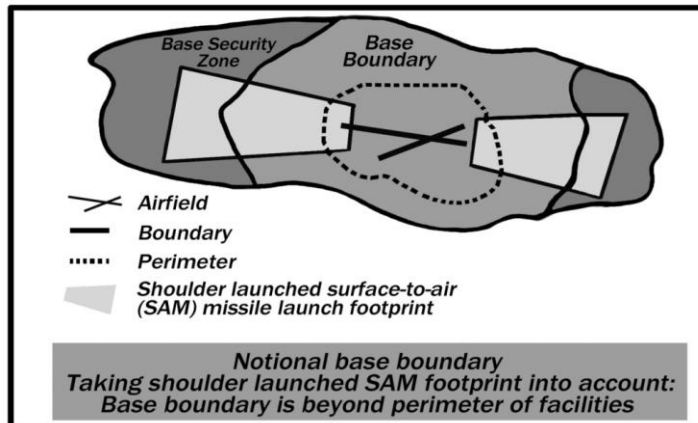 Base Security
Zone
Base
Boundary
Airfield
Boundary
Perimeter
Shoulder launched surface-to-air
(SAM) missile launch footprint
Notional base boundary
Taking shoulder launched SAM footprint into account:
Base boundary is beyond perimeter of facilities